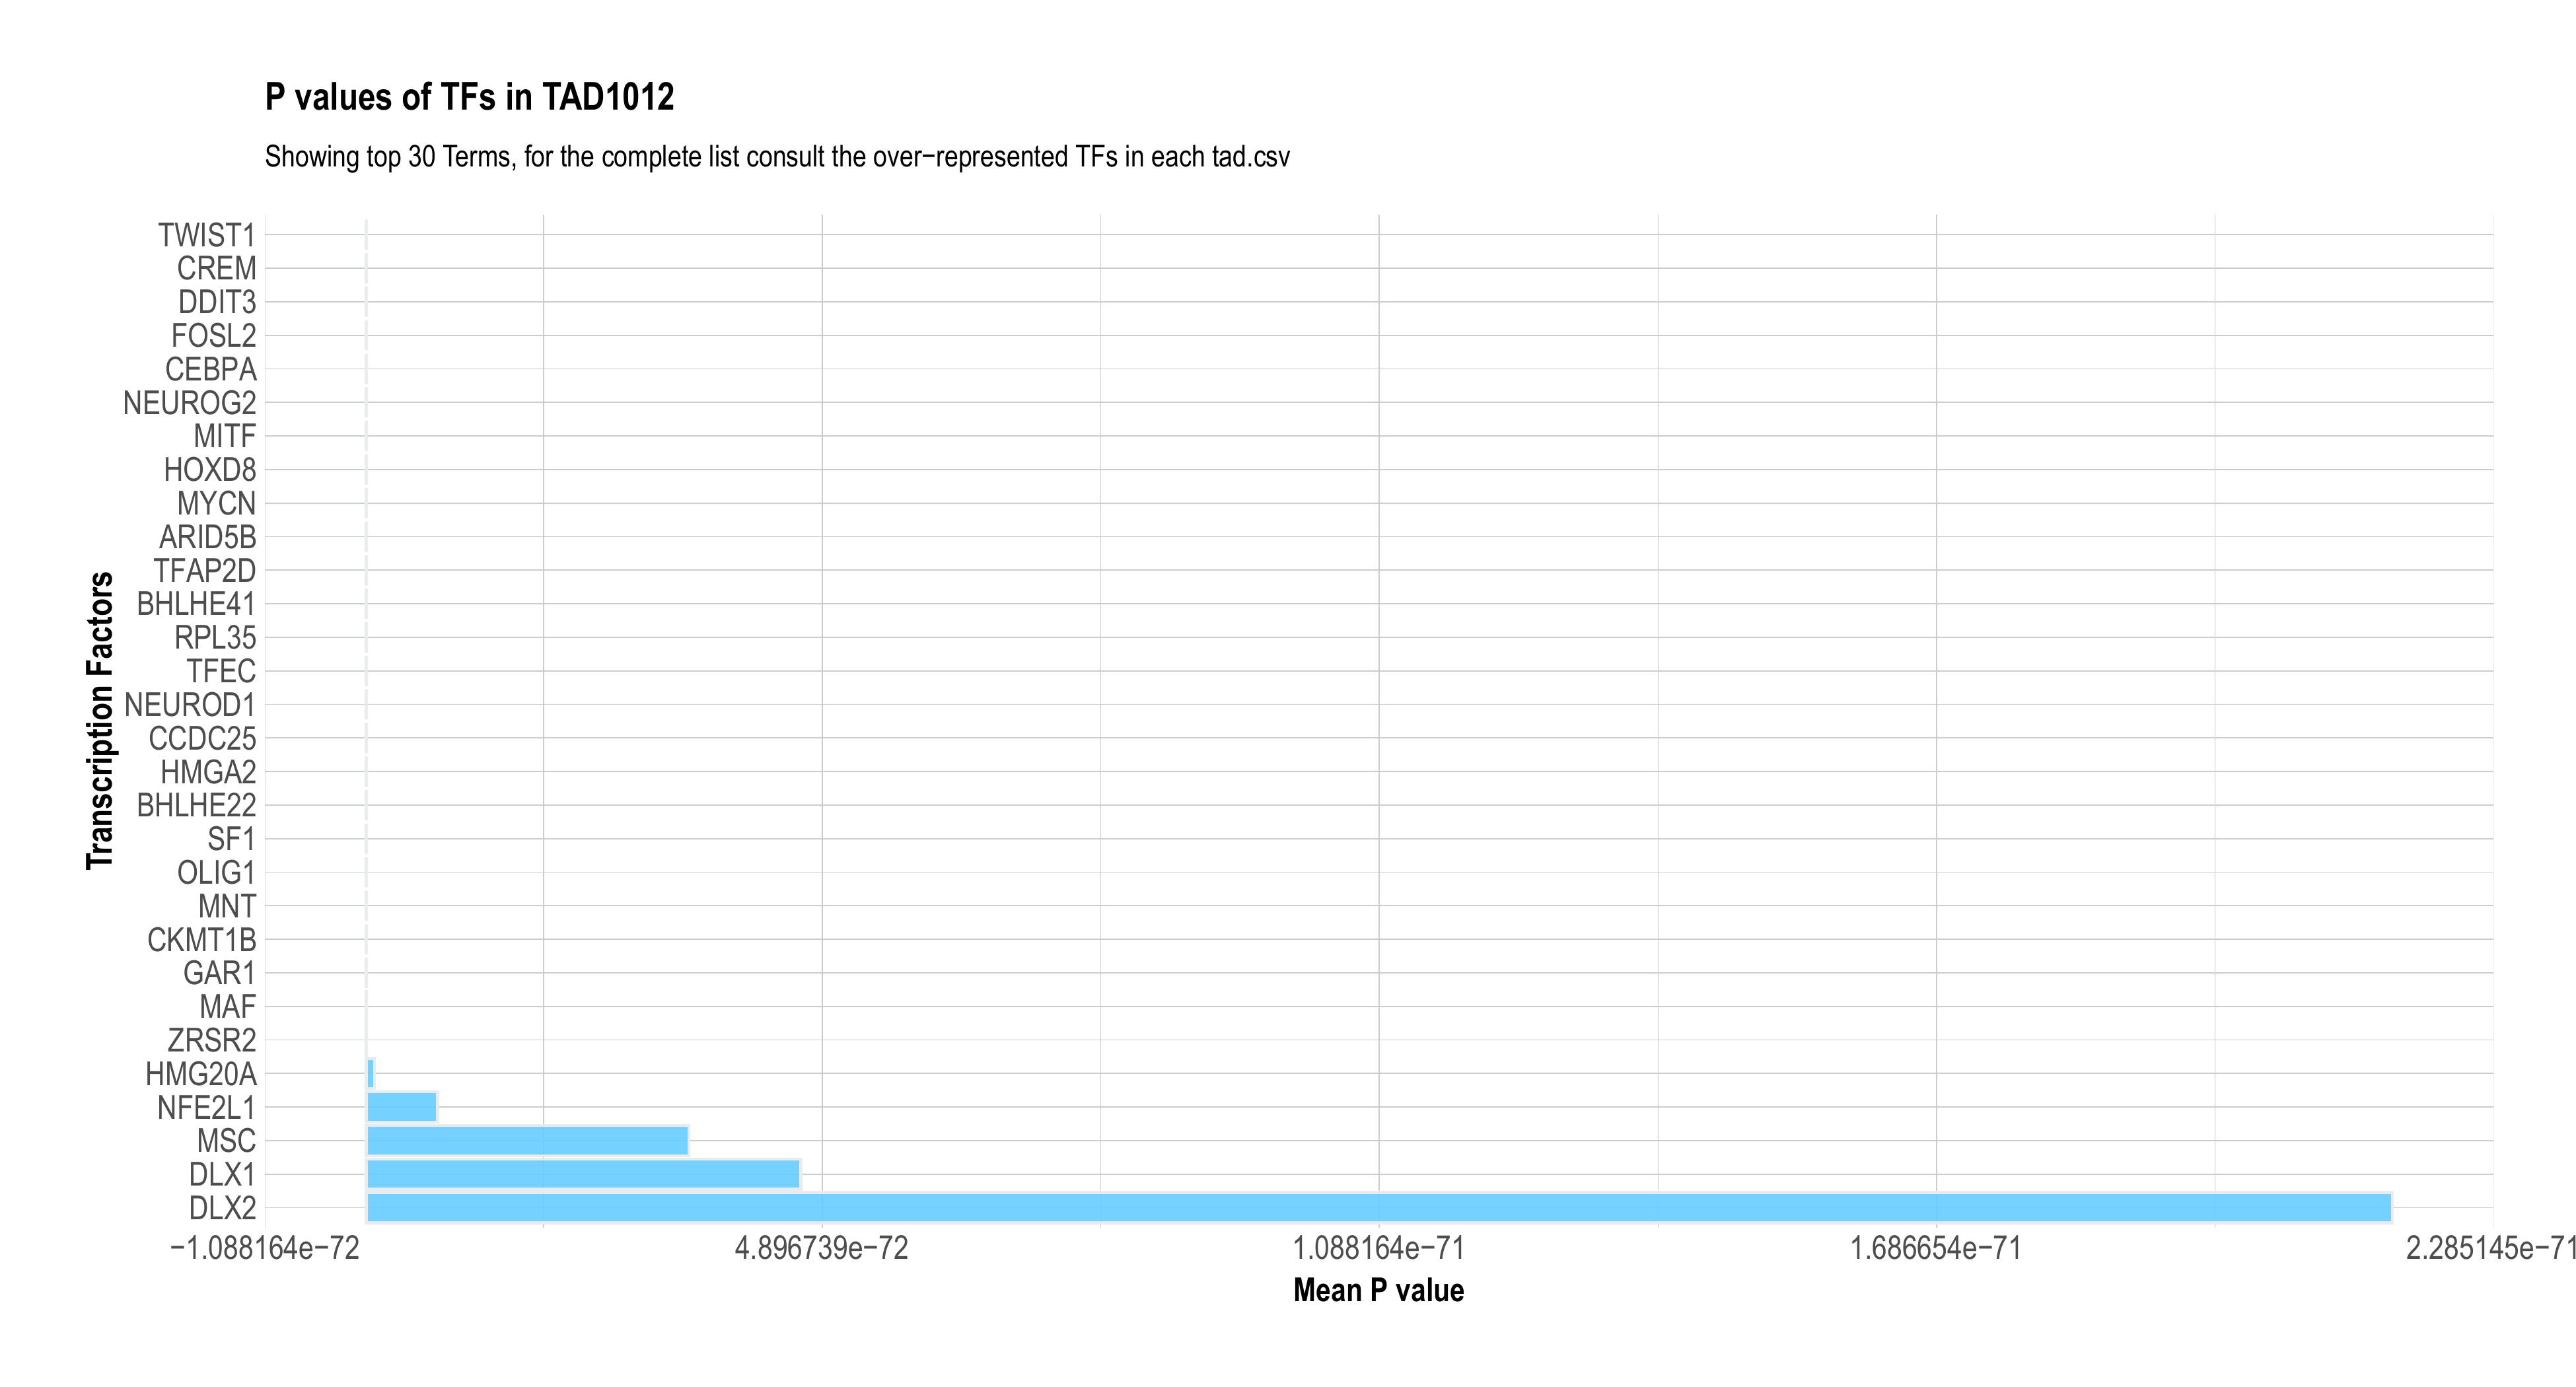 P values of TFs in TAD1012
Showing top 30 Terms, for the complete list consult the over−represented TFs in each tad.csv
Transcription Factors
TWIST1
CREM
DDIT3
FOSL2
CEBPA
NEUROG2
MITF
HOXD8
MYCN
ARID5B
TFAP2D
BHLHE41
RPL35
TFEC
NEUROD1
CCDC25
HMGA2
BHLHE22
SF1
OLIG1
MNT
CKMT1B
GAR1
MAF
ZRSR2
HMG20A
NFE2L1
MSC
DLX1
DLX2
−1.088164e−72 4.896739e−72 1.088164e−71 1.686654e−71 2.285145e−71
Mean P value